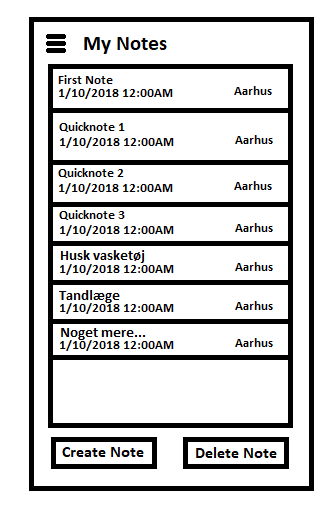 My Notes
First Note
1/10/2018 12:00AM Aarhus
Quicknote 1
1/10/2018 12:00AM Aarhus
Quicknote 2
1/10/2018 12:00AM Aarhus
Quicknote 3
1/10/2018 12:00AM Aarhus
Husk vasketøj
1/10/2018 12:00AM Aarhus
Tandlæge
1/10/2018 12:00AM Aarhus
Noget mere...
1/10/2018 12:00AM Aarhus
Create Note Delete Note